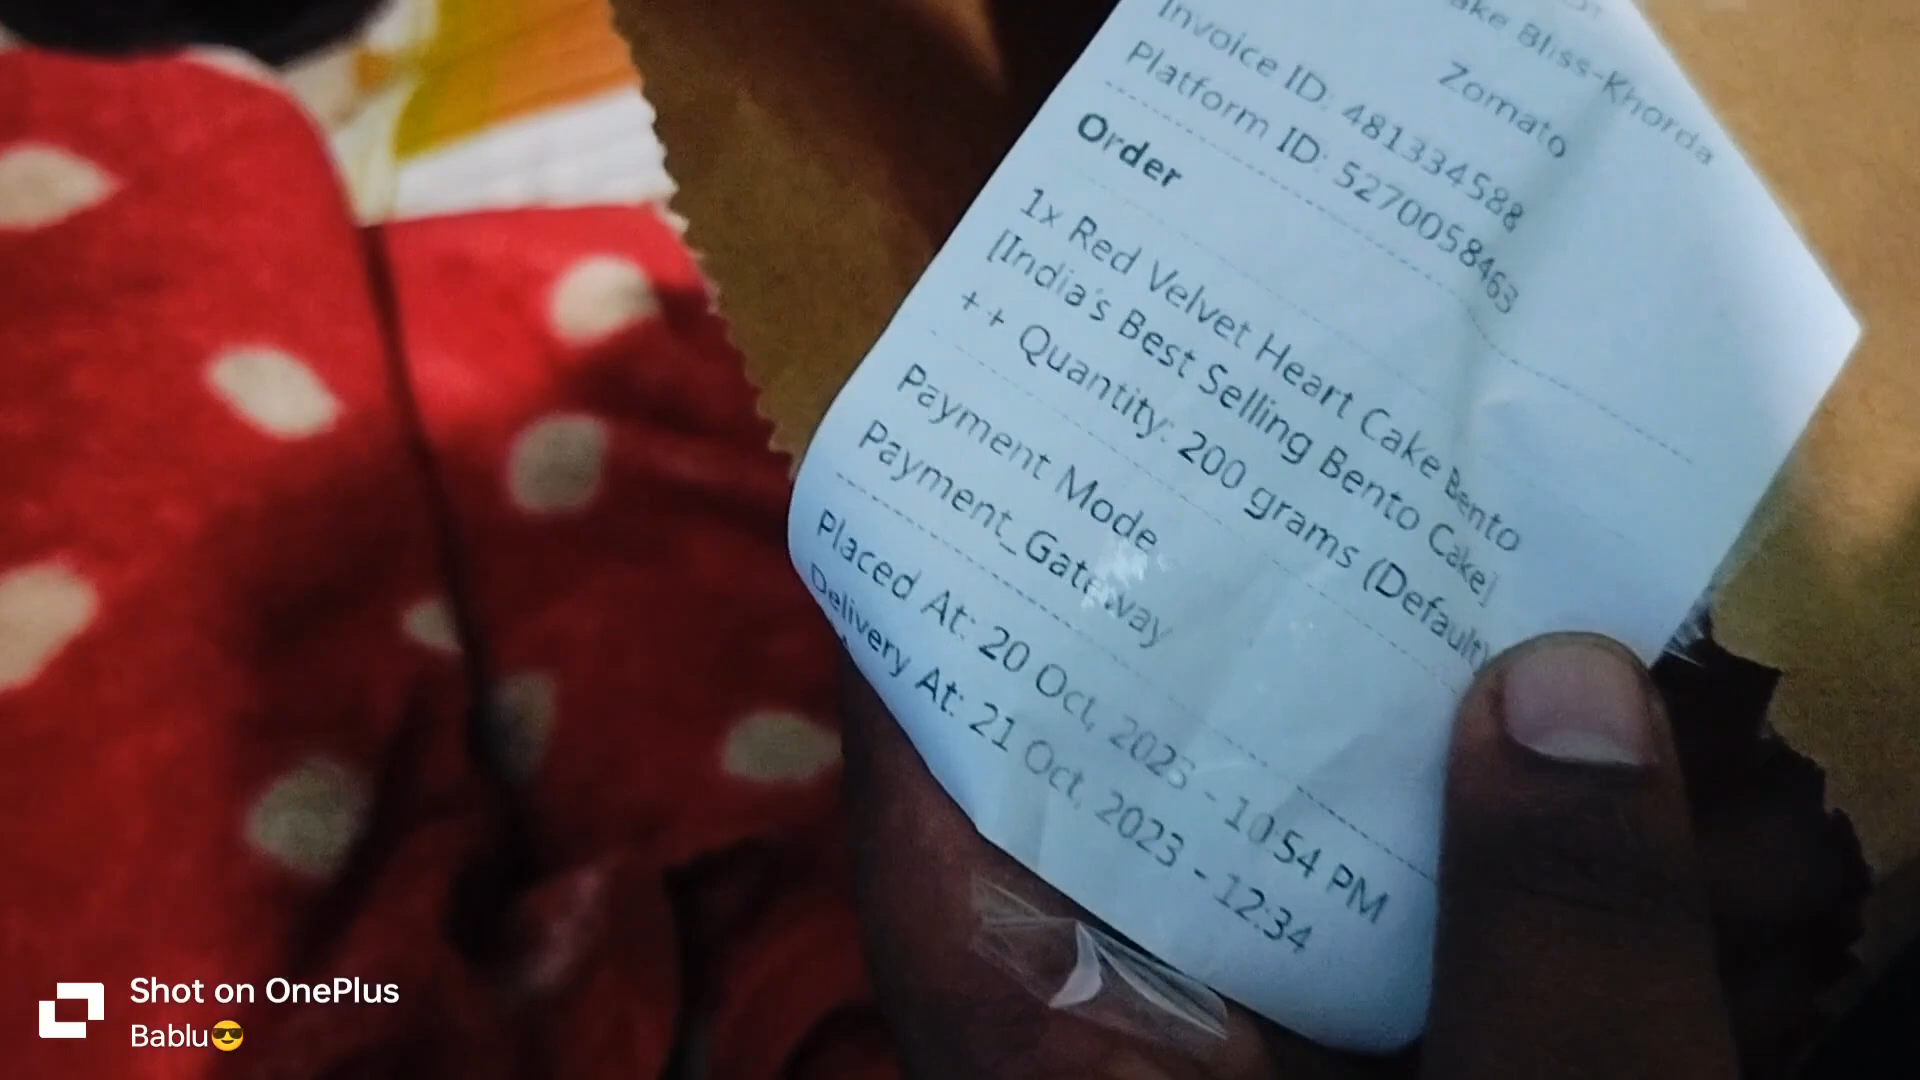 ake Bliss-Khorda
Zomato
Invoice ID: 481334588
Platform ID: 5270058463
Order
1x Red Velvet Heart Cake Bento
[India's Best Selling Bento Cake]
++ Quantity: 200 grams (Default)
Payment Mode
Payment_Gateway
Placed At: 20 Oct, 2023 - 10:54 PM
Delivery At: 21 Oct, 2023 - 12:34
Shot on OnePlus
Bablu😎